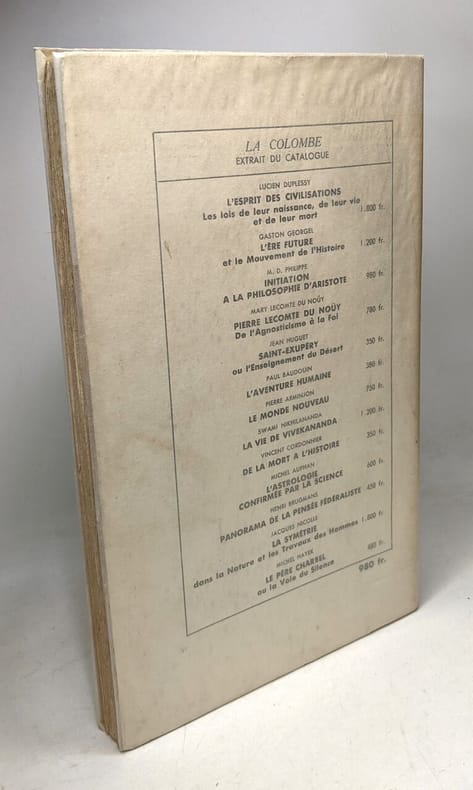 LA COLOMBE
EXTRAIT DU CATALOGUE
LUCIEN DUPLESSY
L'ESPRIT DES CIVILISATIONS
Les lois de leur naissance, de leur vie
et de leur mort 1.800 fr.
GASTON GEORGEL
L'ÈRE FUTURE
et le Mouvement de l'Histoire 1.200 fr.
M. D. PHILIPPE
INITIATION
A LA PHILOSOPHIE D'ARISTOTE 980 fr.
MARY LECOMTE DU NOÜY
PIERRE LECOMTE DU NOÜY
De l'Agnosticisme à la Foi 780 fr.
JEAN HUGUET
SAINT-EXUPÉRY
ou l'Enseignement du Désert 350 fr.
PAUL BAUDOUIN
L'AVENTURE HUMAINE 380 fr.
PIERRE ARMINJON
LE MONDE NOUVEAU 750 fr.
SWAMI NIKHILANANDA
LA VIE DE VIVEKANANDA 1.200 fr.
VINCENT CORDONNIER
DE LA MORT A L'HISTOIRE 350 fr.
MICHEL AUPHAN
L'ASTROLOGIE
CONFIRMÉE PAR LA SCIENCE 600 fr.
HENRI BRUGMANS
PANORAMA DE LA PENSÉE FÉDÉRALISTE 450 fr.
JACQUES NICOLLE
LA SYMÉTRIE
dans la Nature et les Travaux des Hommes 1.800 fr.
MICHEL HAYEK
LE PÈRE CHARBEL
ou la Voie du Silence fr.
980 fr.